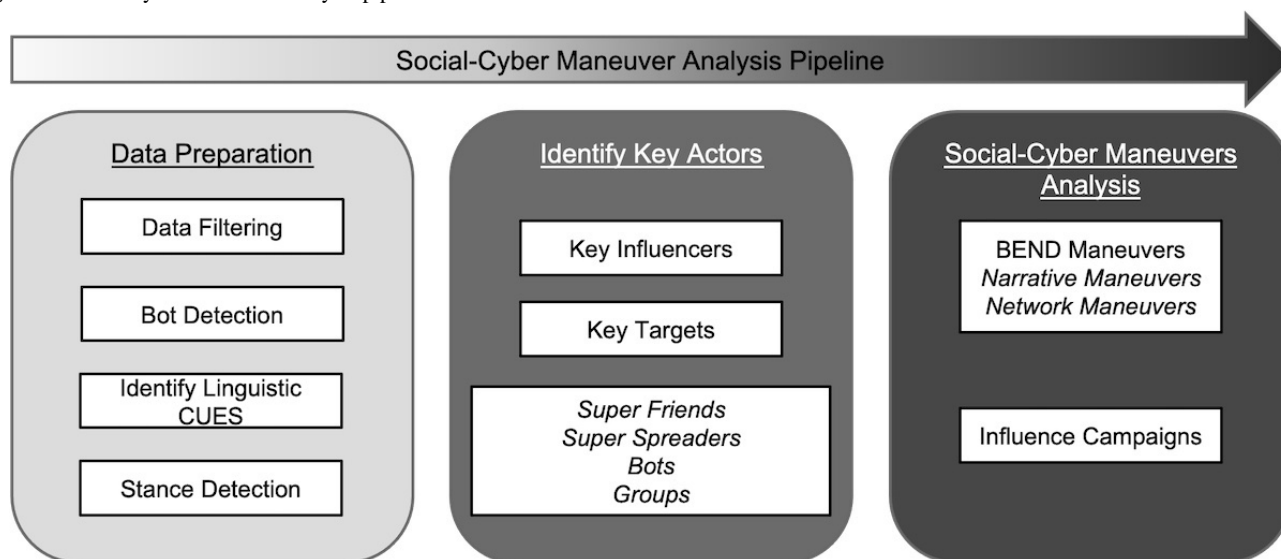 Social-Cyber Maneuver Analysis Pipeline
Data Preparation
Data Filtering
Bot Detection
Identify Linguistic
CUES
Stance Detection
Identify Key Actors
Key Influencers
Key Targets
Super Friends
Super Spreaders
Bots
Groups
Social-Cyber Maneuvers
Analysis
BEND Maneuvers
Narrative Maneuvers
Network Maneuvers
Influence Campaigns